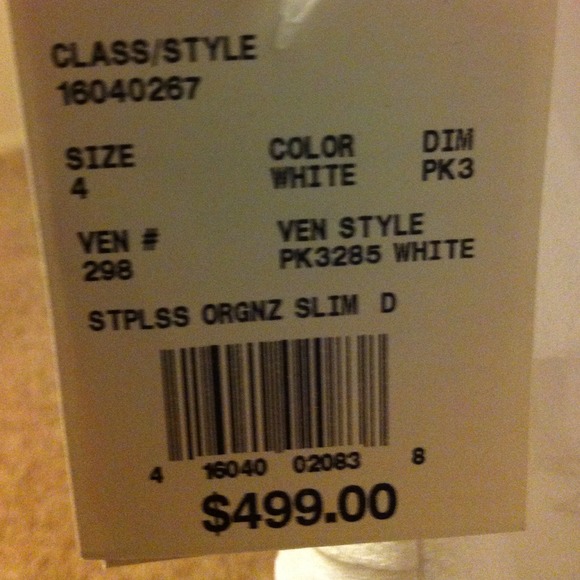 CLASS/STYLE
16040267
SIZE COLOR DIM
4 WHITE PK3
VEN # VEN STYLE
298 PK3285 WHITE
STPLSS ORGNZ SLIM D
4 16040 02083 8
$499.00